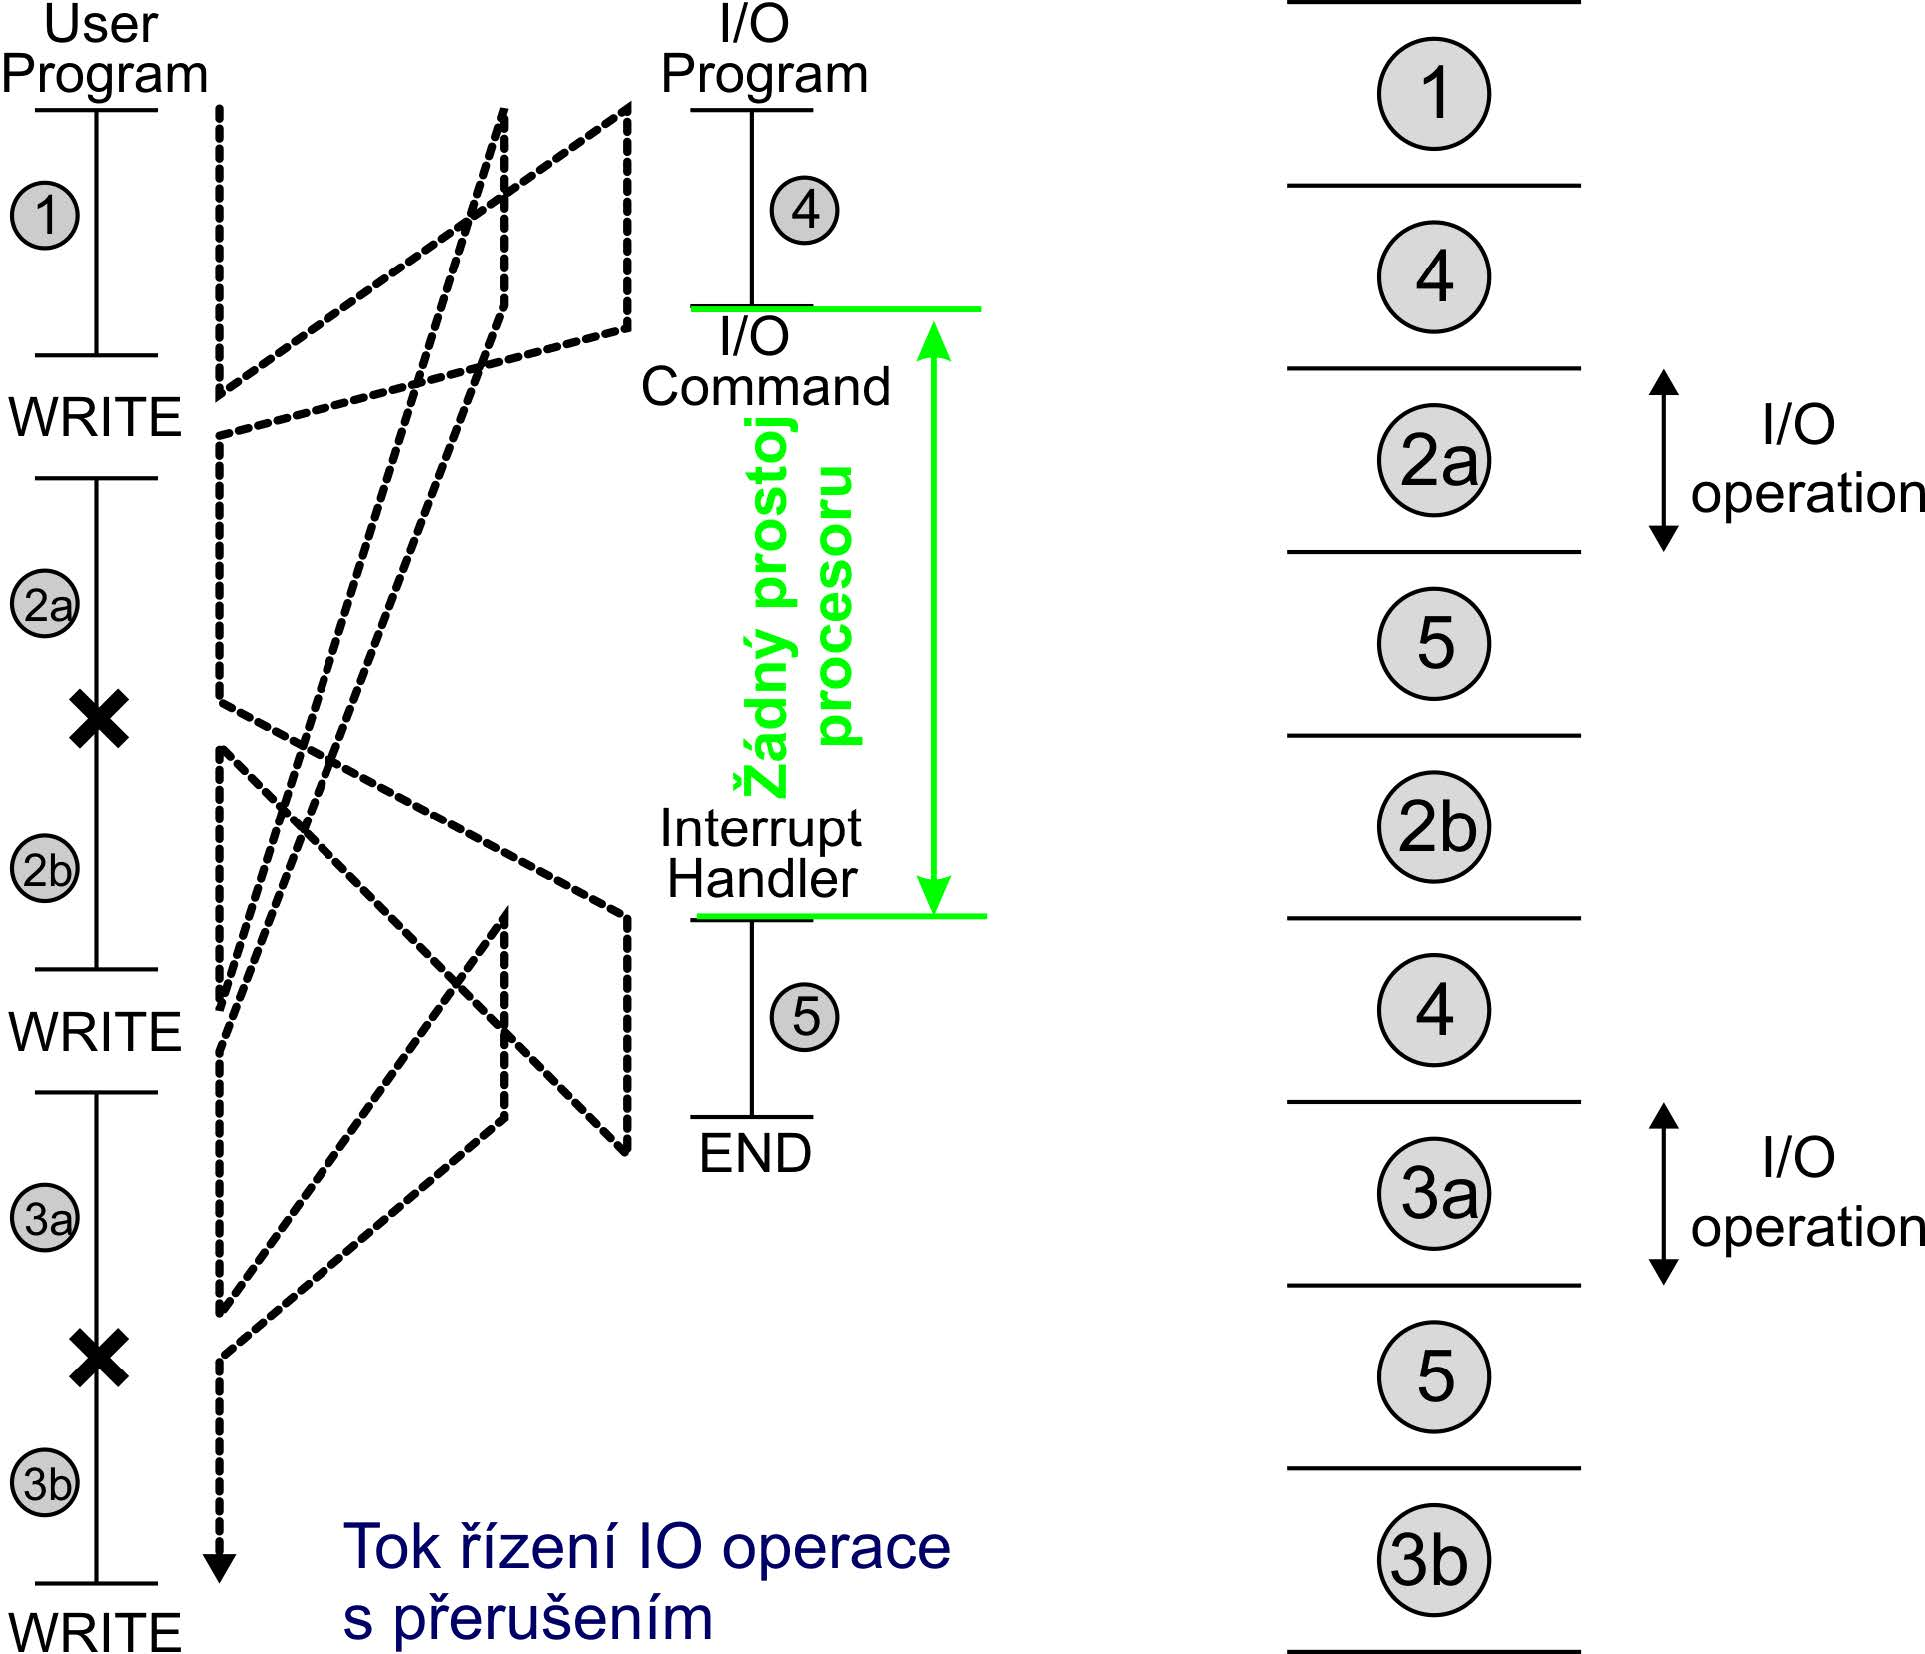 User
Program
1
WRITE
2a
2b
WRITE
3a
3b
WRITE
I/O
Program
4
I/O
Command
Žádný prostoj
procesoru
Interrupt
Handler
5
END
Tok řízení IO operace
s přerušením
1
4
2a
I/O
operation
5
2b
4
3a
I/O
operation
5
3b